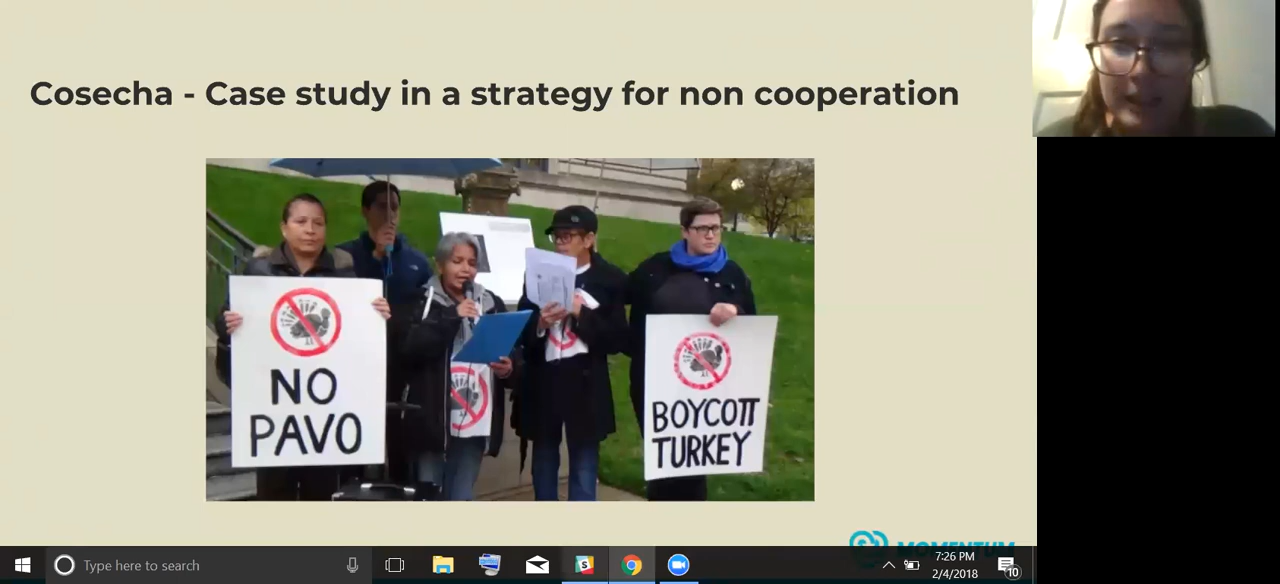 Cosecha - Case study in a strategy for non cooperation
NO
PAVO
BOYCOTT
TURKEY
MOMENTUM
Type here to search
7:26 PM
2/4/2018
10